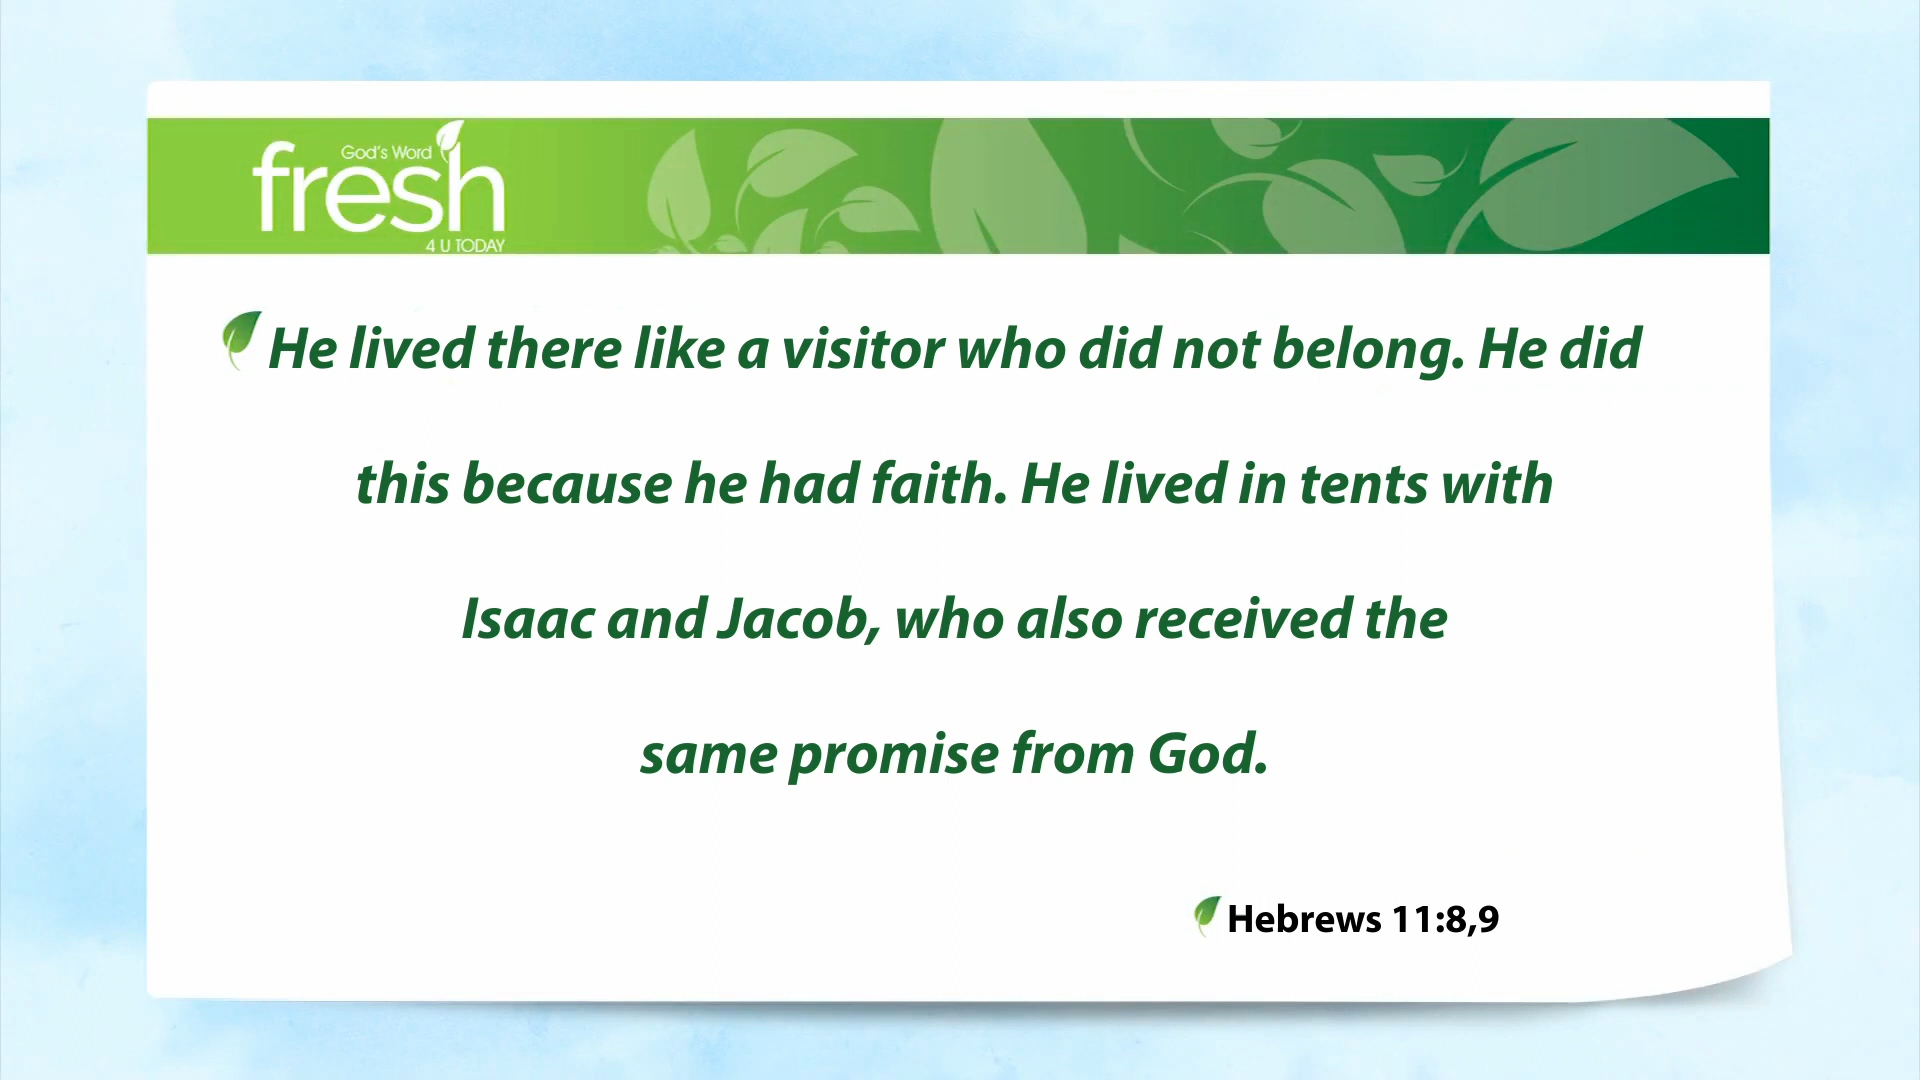 God's Word
fresh
4 U TODAY
He lived there like a visitor who did not belong. He did
this because he had faith. He lived in tents with
Isaac and Jacob, who also received the
same promise from God.
Hebrews 11:8,9